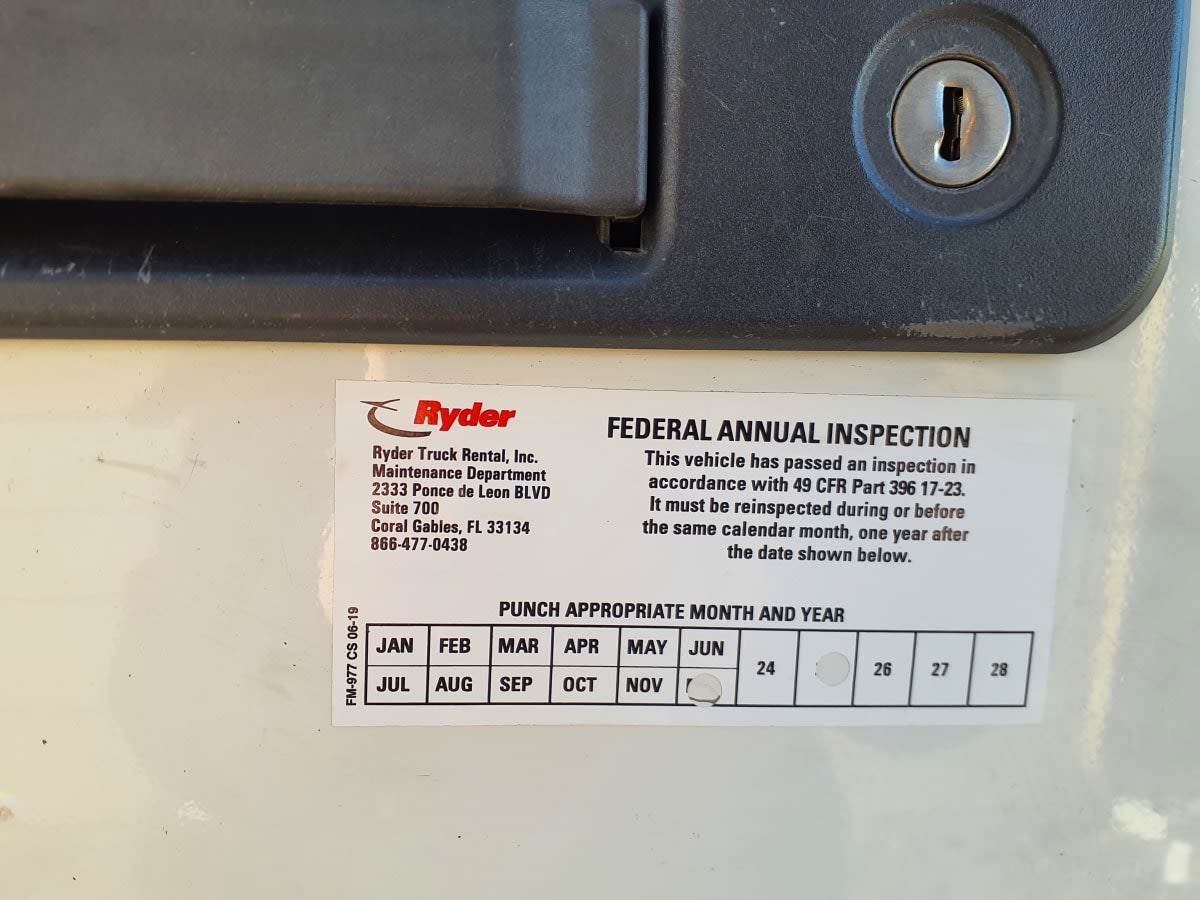 Ryder
Ryder Truck Rental, Inc.
Maintenance Department
2333 Ponce de Leon BLVD
Suite 700
Coral Gables, FL 33134
866-477-0438
FEDERAL ANNUAL INSPECTION
This vehicle has passed an inspection in
accordance with 49 CFR Part 396 17-23.
It must be reinspected during or before
the same calendar month, one year after
the date shown below.
PUNCH APPROPRIATE MONTH AND YEAR
JAN FEB MAR APR MAY JUN
JUL AUG SEP OCT NOV
24 26 27 28
FM-977 CS 06-19